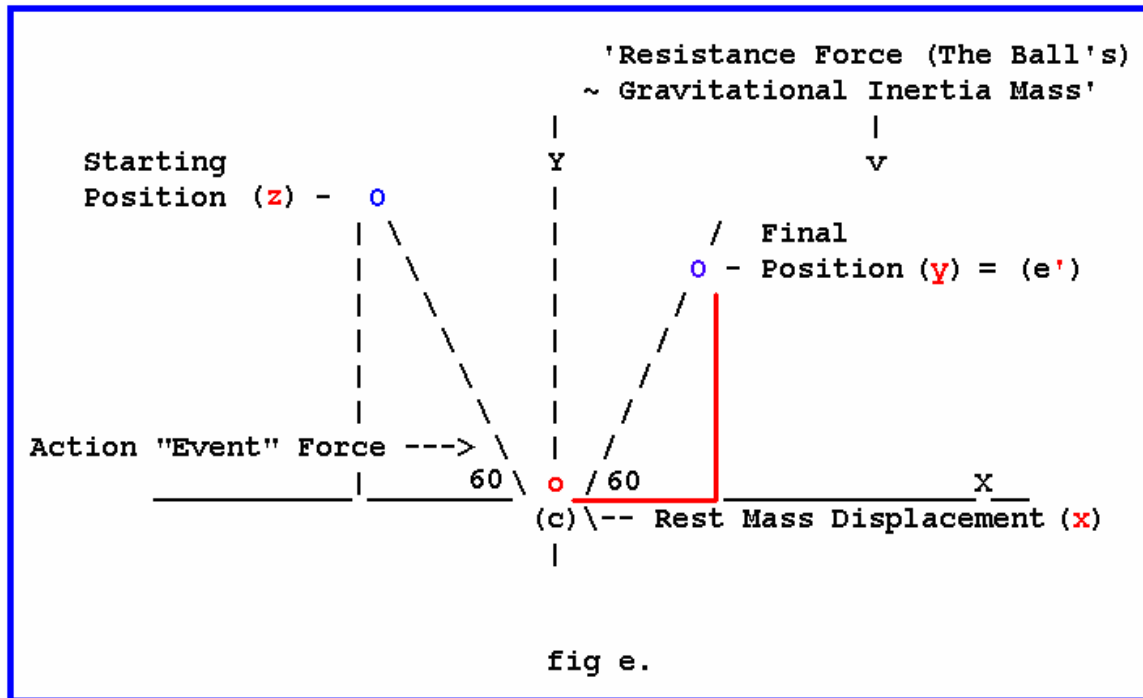 'Resistance Force (The Ball's)
~ Gravitational Inertia Mass'
Starting
Position (z) - O
Y
v
/ Final
O - Position (y) = (e')
Action "Event" Force --->
60 \ o / 60
X
(c) \-- Rest Mass Displacement (x)
fig e.